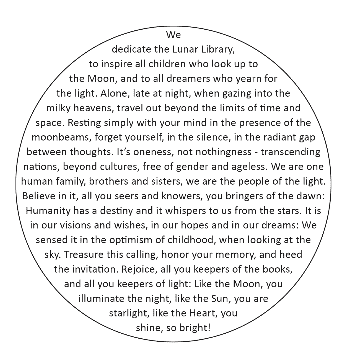 We
dedicate the Lunar Library,
to inspire all children who look up to
the Moon, and to all dreamers who yearn for
the light. Alone, late at night, when gazing into the
milky heavens, travel out beyond the limits of time and
space. Resting simply with your mind in the presence of the
moonbeams, forget yourself, in the silence, in the radiant gap
between thoughts. It's oneness, not nothingness - transcending
nations, beyond cultures, free of gender and ageless. We are one
human family, brothers and sisters, we are the people of the light.
Believe in it, all you seers and knowers, you bringers of the dawn:
Humanity has a destiny and it whispers to us from the stars. It is
in our visions and wishes, in our hopes and in our dreams: We
sensed it in the optimism of childhood, when looking at the
sky. Treasure this calling, honor your memory, and heed
the invitation. Rejoice, all you keepers of the books,
and all you keepers of light: Like the Moon, you
illuminate the night, like the Sun, you are
starlight, like the Heart, you
shine, so bright!